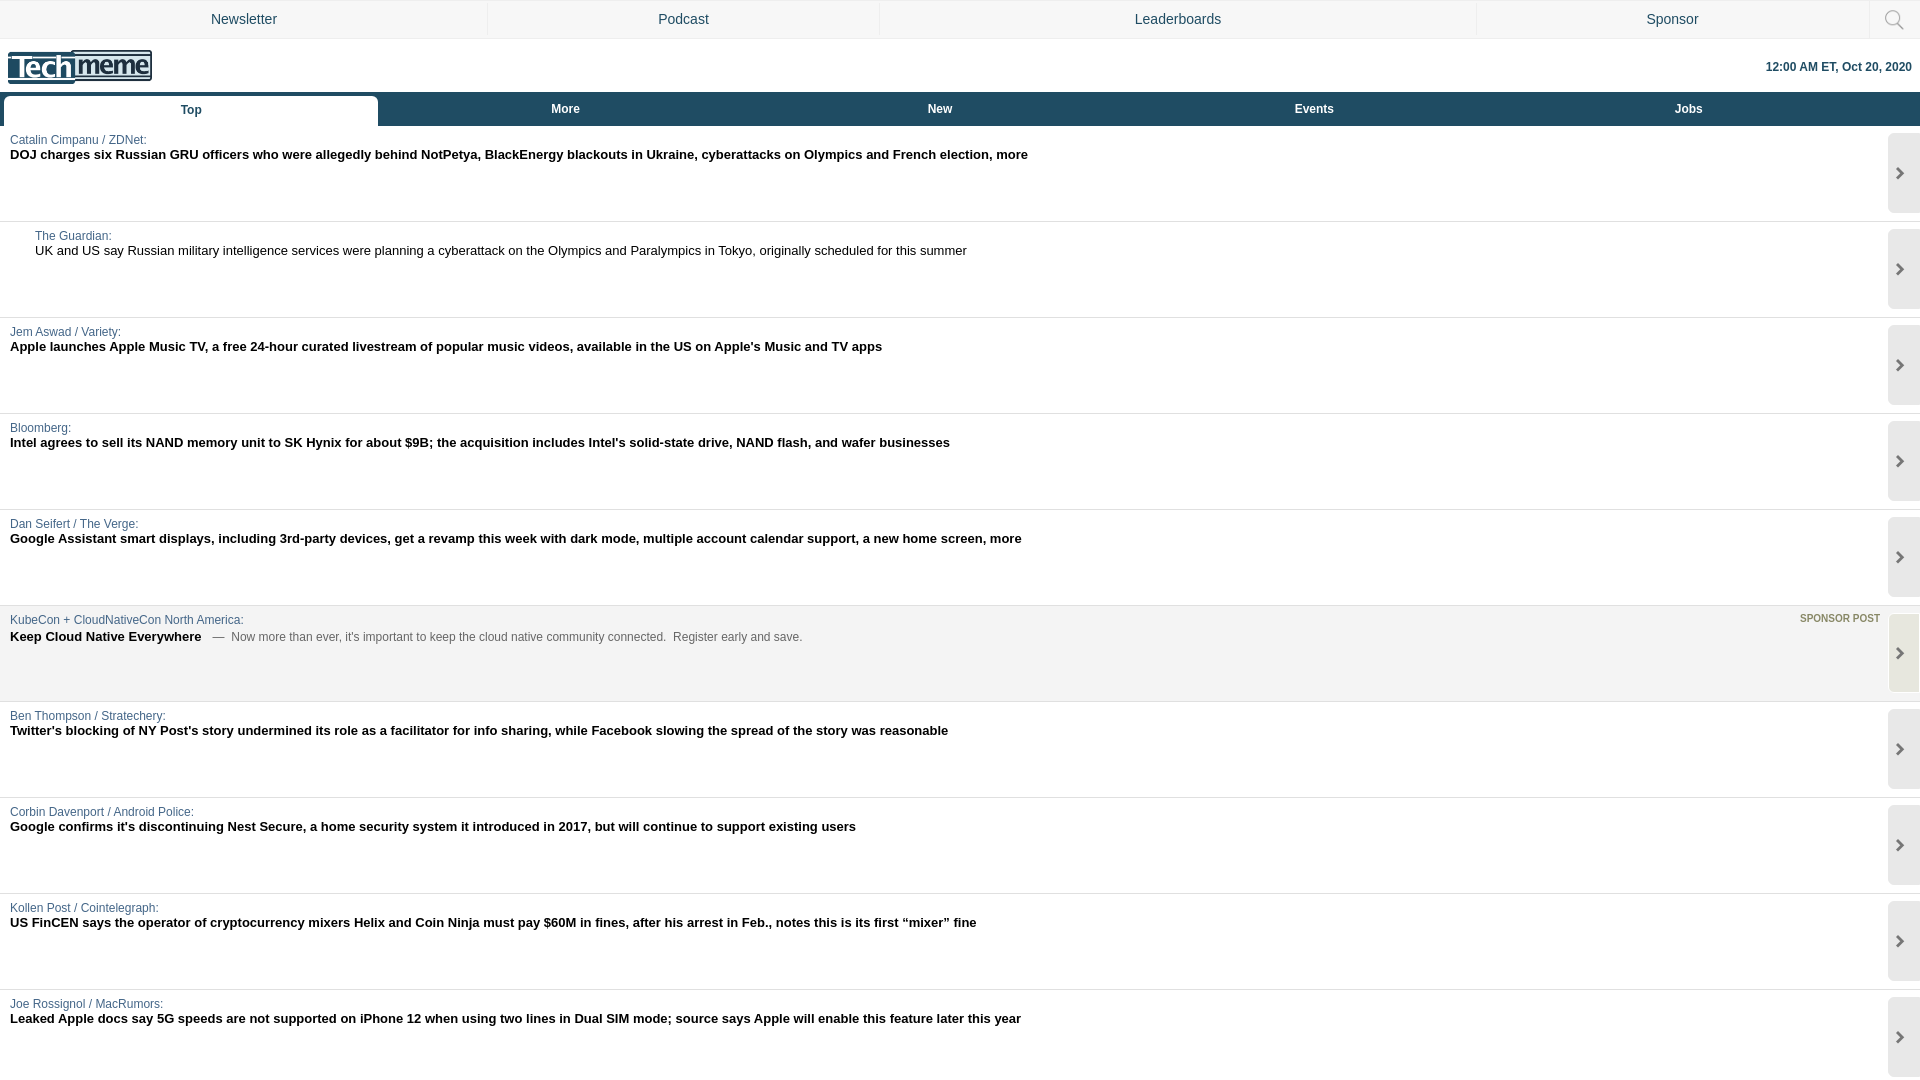 Newsletter
Podcast
Leaderboards
Sponsor
Techmeme
12:00 AM ET, Oct 20, 2020
Top
More
New
Events
Jobs
Catalin Cimpanu / ZDNet:
DOJ charges six Russian GRU officers who were allegedly behind NotPetya, BlackEnergy blackouts in Ukraine, cyberattacks on Olympics and French election, more
The Guardian:
UK and US say Russian military intelligence services were planning a cyberattack on the Olympics and Paralympics in Tokyo, originally scheduled for this summer
Jem Aswad / Variety:
Apple launches Apple Music TV, a free 24-hour curated livestream of popular music videos, available in the US on Apple's Music and TV apps
Bloomberg:
Intel agrees to sell its NAND memory unit to SK Hynix for about $9B; the acquisition includes Intel's solid-state drive, NAND flash, and wafer businesses
Dan Seifert / The Verge:
Google Assistant smart displays, including 3rd-party devices, get a revamp this week with dark mode, multiple account calendar support, a new home screen, more
KubeCon + CloudNativeCon North America:
SPONSOR POST
Keep Cloud Native Everywhere — Now more than ever, it's important to keep the cloud native community connected. Register early and save.
Ben Thompson / Stratechery:
Twitter's blocking of NY Post's story undermined its role as a facilitator for info sharing, while Facebook slowing the spread of the story was reasonable
Corbin Davenport / Android Police:
Google confirms it's discontinuing Nest Secure, a home security system it introduced in 2017, but will continue to support existing users
Kollen Post / Cointelegraph:
US FinCEN says the operator of cryptocurrency mixers Helix and Coin Ninja must pay $60M in fines, after his arrest in Feb., notes this is its first “mixer” fine
Joe Rossignol / MacRumors:
Leaked Apple docs say 5G speeds are not supported on iPhone 12 when using two lines in Dual SIM mode; source says Apple will enable this feature later this year